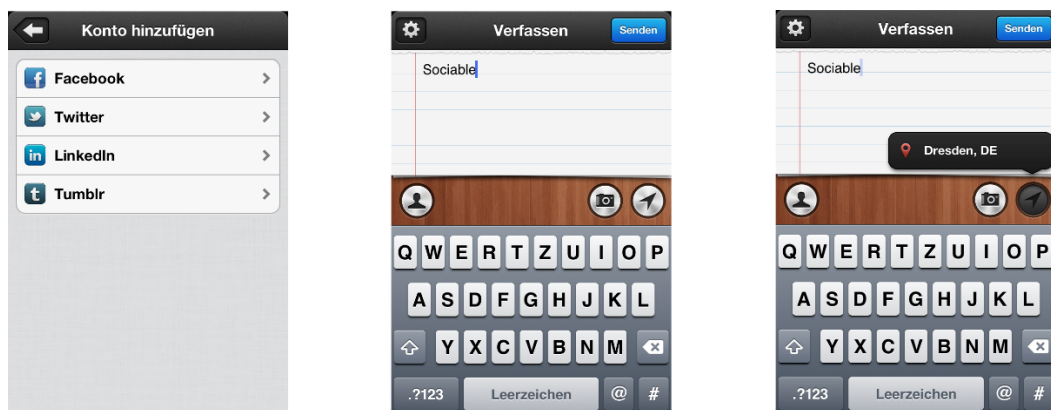 Konto hinzufügen
Facebook
Twitter
LinkedIn
Tumblr
Verfassen
Senden
Sociable
Q W E R T Z U I O P
A S D F G H J K L
Y X C V B N M
.?123 Leerzeichen @ #
Verfassen
Senden
Sociable
Dresden, DE
Q W E R T Z U I O P
A S D F G H J K L
Y X C V B N M
.?123 Leerzeichen @ #